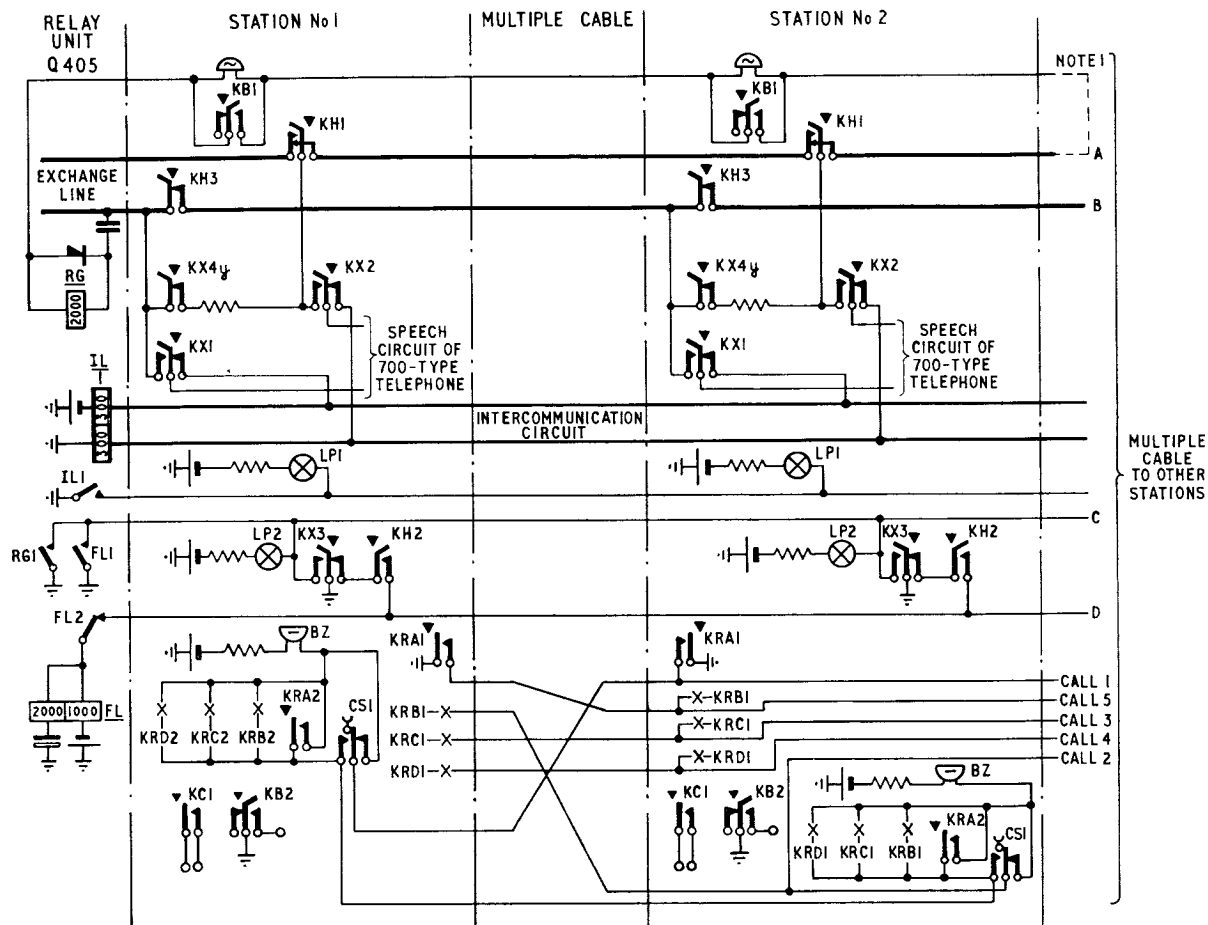 RELAY
UNIT
Q 405
STATION No 1
MULTIPLE CABLE
STATION No 2
NOTE 1
KB1
KH1
KB1
KH1
A
EXCHANGE
LINE
KH3
KH3
B
RG
2000
KX4y
KX2
KX4y
KX2
KX1
SPEECH
CIRCUIT OF
700-TYPE
TELEPHONE
KX1
SPEECH
CIRCUIT OF
700-TYPE
TELEPHONE
IL
300
300
INTERCOMMUNICATION
CIRCUIT
LP1
LP1
IL1
MULTIPLE
CABLE
TO OTHER
STATIONS
C
RG1
FL1
LP2
KX3
KH2
LP2
KX3
KH2
FL2
D
BZ
KRA1
KRA1
CALL 1
CALL 5
CALL 3
CALL 4
CALL 2
2000
1000
FL
KRD2
KRC2
KRB2
KRA2
CS1
KRB1
KRC1
KRD1
KRB1
KRC1
KRD1
KC1
KB2
KC1
KB2
BZ
KRD1
KRC1
KRB1
KRA2
CS1